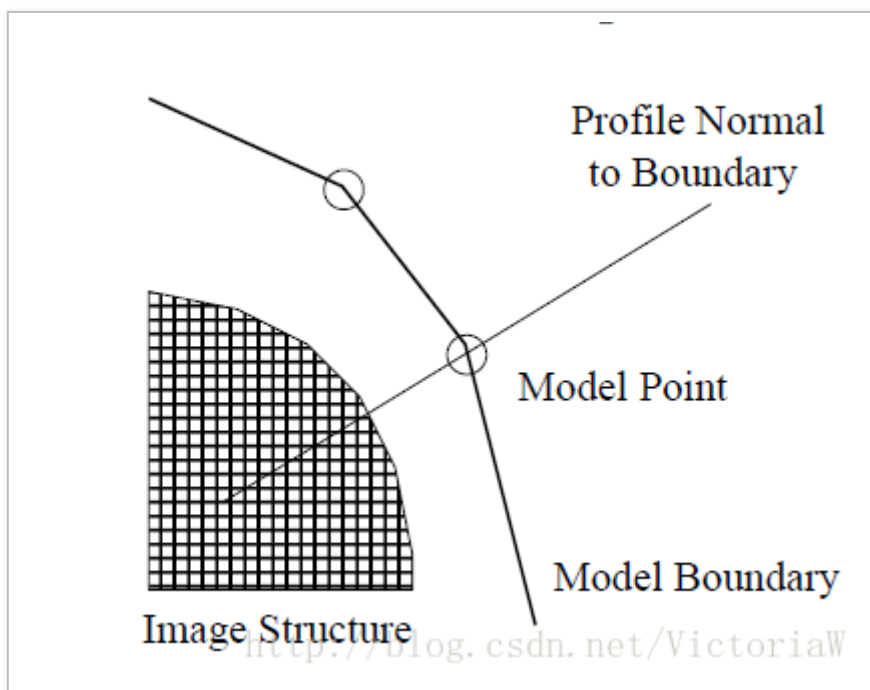 Profile Normal
to Boundary
Model Point
Model Boundary
Image Structure
http://blog.csdn.net/VictoriaW